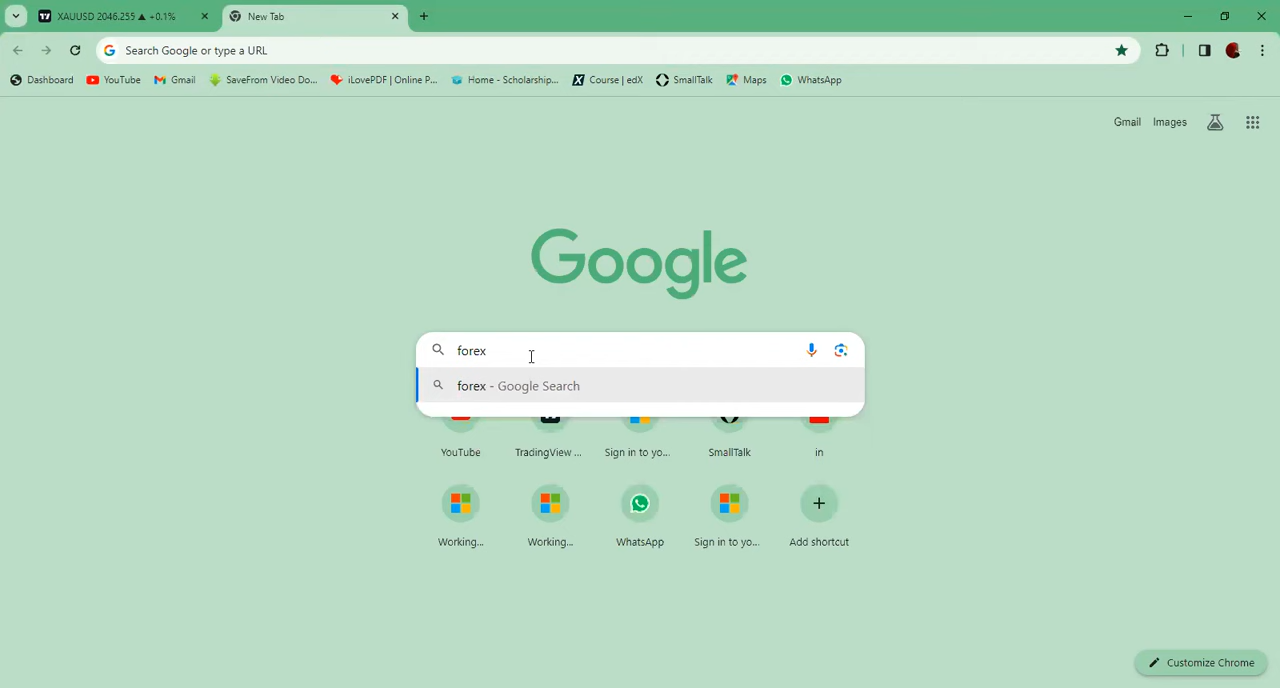 XAUUSD 2046.255 ▲ +0.1%
New Tab
Search Google or type a URL
Dashboard
YouTube
Gmail
SaveFrom Video Do...
iLovePDF | Online P...
Home - Scholarship...
Course | edX
SmallTalk
Maps
WhatsApp
Gmail
Images
Google
forex
forex - Google Search
YouTube
TradingView ...
Sign in to yo...
SmallTalk
in
Working...
Working...
WhatsApp
Sign in to yo...
Add shortcut
Customize Chrome